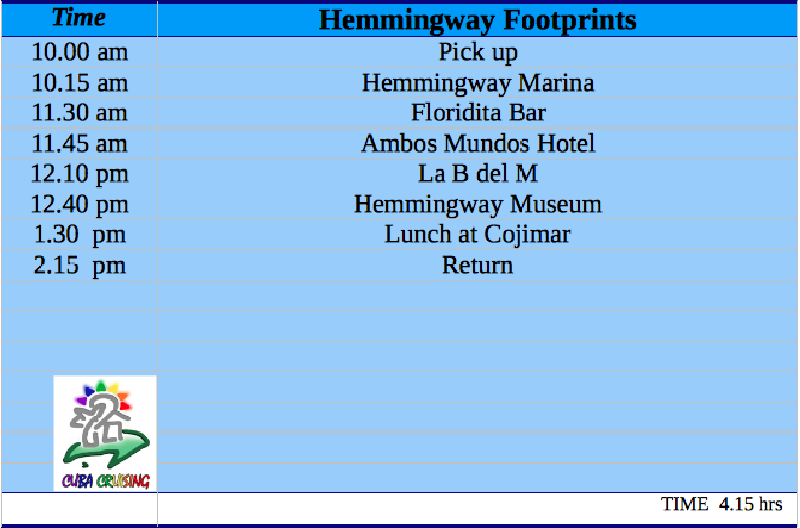 Time Hemmingway Footprints
10.00 am Pick up
10.15 am Hemmingway Marina
11.30 am Floridita Bar
11.45 am Ambos Mundos Hotel
12.10 pm La B del M
12.40 pm Hemmingway Museum
1.30 pm Lunch at Cojimar
2.15 pm Return
CUBA CRUISING
TIME 4.15 hrs